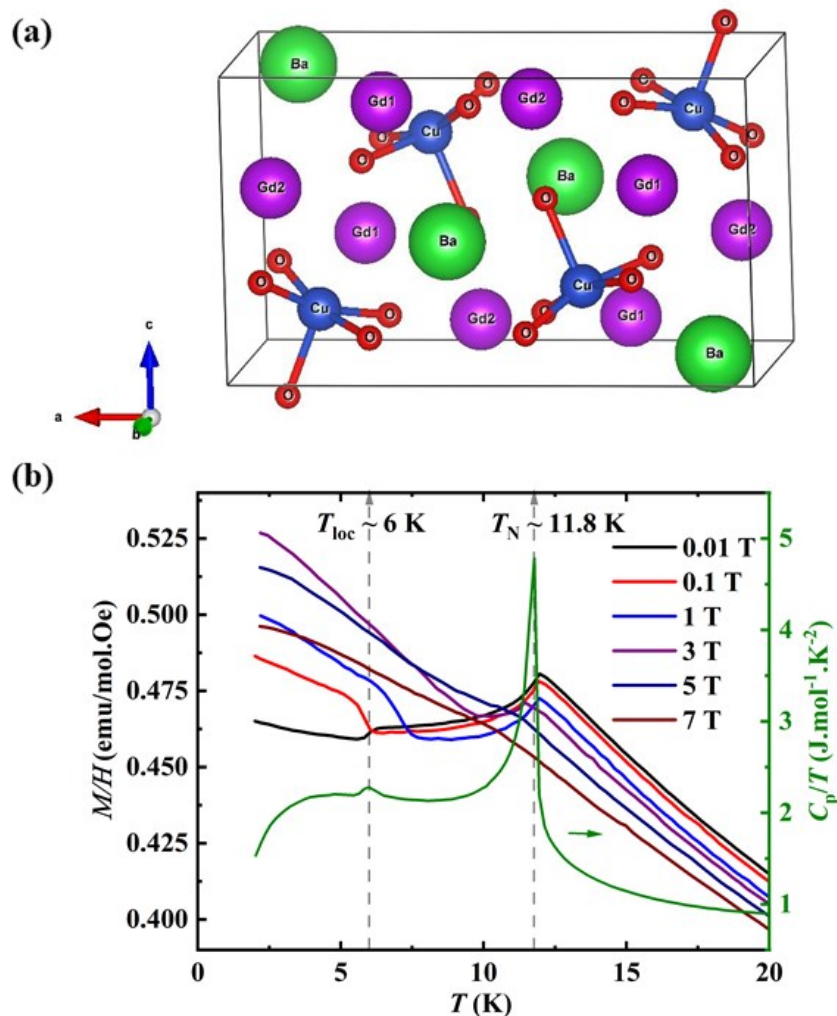 (a)
Ba
Gd1
Cu
O
O
O
O
Gd2
O
O
O
Cu
O
O
O
Gd2
Gd1
Ba
Ba
O
Gd1
Gd2
O
O
Cu
O
O
O
O
Gd2
Cu
O
O
O
O
Gd1
Ba
c
a
b
(b)
T_loc ~ 6 K
T_N ~ 11.8 K
0.01 T
0.1 T
1 T
3 T
5 T
7 T
0.525
0.500
0.475
0.450
0.425
0.400
M/H (emu/mol.Oe)
5
4
3
2
1
C_p/T (J.mol⁻¹.K⁻²)
0 5 10 15 20
T (K)